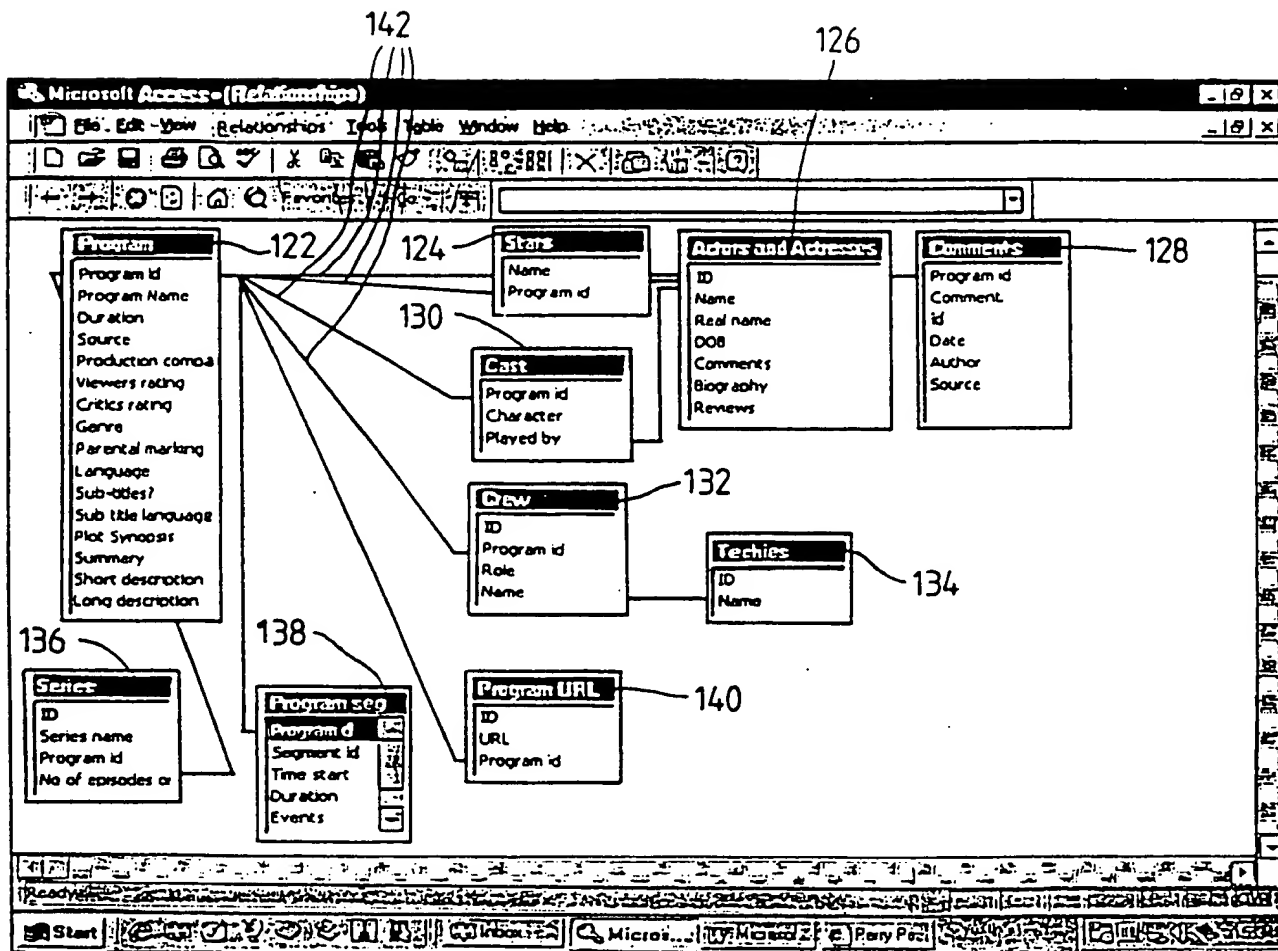 142
126
Microsoft Access=(Relationships)
File Edit View Relationships Tools Table Window Help
Favorites Go
Program
122
Program id
Program Name
Duration
Source
Production compa
Viewers rating
Critics rating
Genre
Parental marking
Language
Sub-titles?
Sub title language
Plot Synopsis
Summary
Short description
Long description
124
Stars
Name
Program id
Actors and Actresses
ID
Name
Real name
DOB
Comments
Biography
Reviews
Comments
128
Program id
Comment.
id
Date
Author
Source
130
Cast
Program id
Character
Played by
Crew
132
ID
Program id
Role
Name
Techies
134
ID
Name
136
Series
ID
Series name
Program id
No of episodes or
138
Program seg
Program d
Segment id
Time start
Duration
Events
Program URL
140
ID
URL
Program id
Ready
Start
Inbox
Micros...